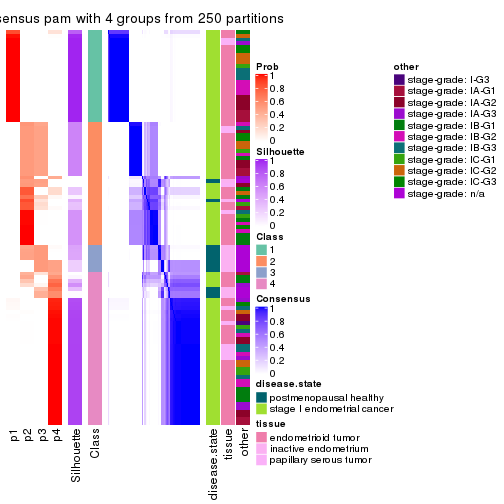 sensus pam with 4 groups from 250 partitions
p1
p2
p3
p4
Silhouette
Class
disease.state
tissue
other
Prob
1
0.8
0.6
0.4
0.2
0
Silhouette
1
0.8
0.6
0.4
0.2
0
Class
1
2
3
4
Consensus
1
0.8
0.6
0.4
0.2
0
disease.state
postmenopausal healthy
stage I endometrial cancer
tissue
endometrioid tumor
inactive endometrium
papillary serous tumor
other
stage-grade: I-G3
stage-grade: IA-G1
stage-grade: IA-G2
stage-grade: IA-G3
stage-grade: IB-G1
stage-grade: IB-G2
stage-grade: IB-G3
stage-grade: IC-G1
stage-grade: IC-G2
stage-grade: IC-G3
stage-grade: n/a